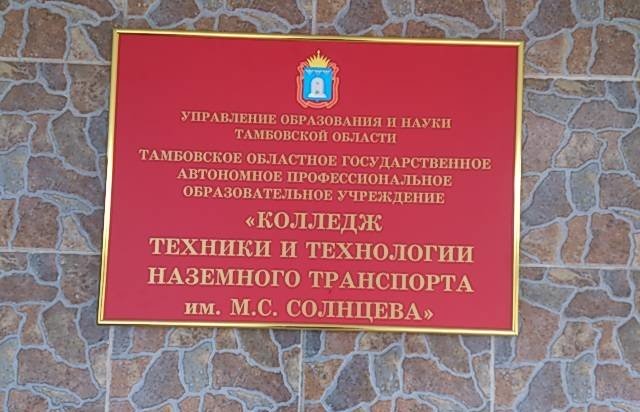 УПРАВЛЕНИЕ ОБРАЗОВАНИЯ И НАУКИ
ТАМБОВСКОЙ ОБЛАСТИ
ТАМБОВСКОЕ ОБЛАСТНОЕ ГОСУДАРСТВЕННОЕ
АВТОНОМНОЕ ПРОФЕССИОНАЛЬНОЕ
ОБРАЗОВАТЕЛЬНОЕ УЧРЕЖДЕНИЕ
«КОЛЛЕДЖ
ТЕХНИКИ И ТЕХНОЛОГИИ
НАЗЕМНОГО ТРАНСПОРТА
им. М.С. СОЛНЦЕВА»